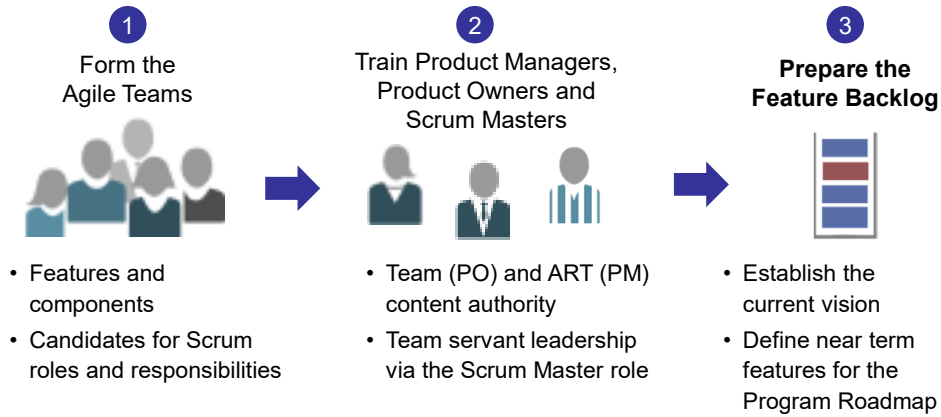 1
Form the
Agile Teams
• Features and
components
• Candidates for Scrum
roles and responsibilities
2
Train Product Managers,
Product Owners and
Scrum Masters
• Team (PO) and ART (PM)
content authority
• Team servant leadership
via the Scrum Master role
3
Prepare the
Feature Backlog
• Establish the
current vision
• Define near term
features for the
Program Roadmap